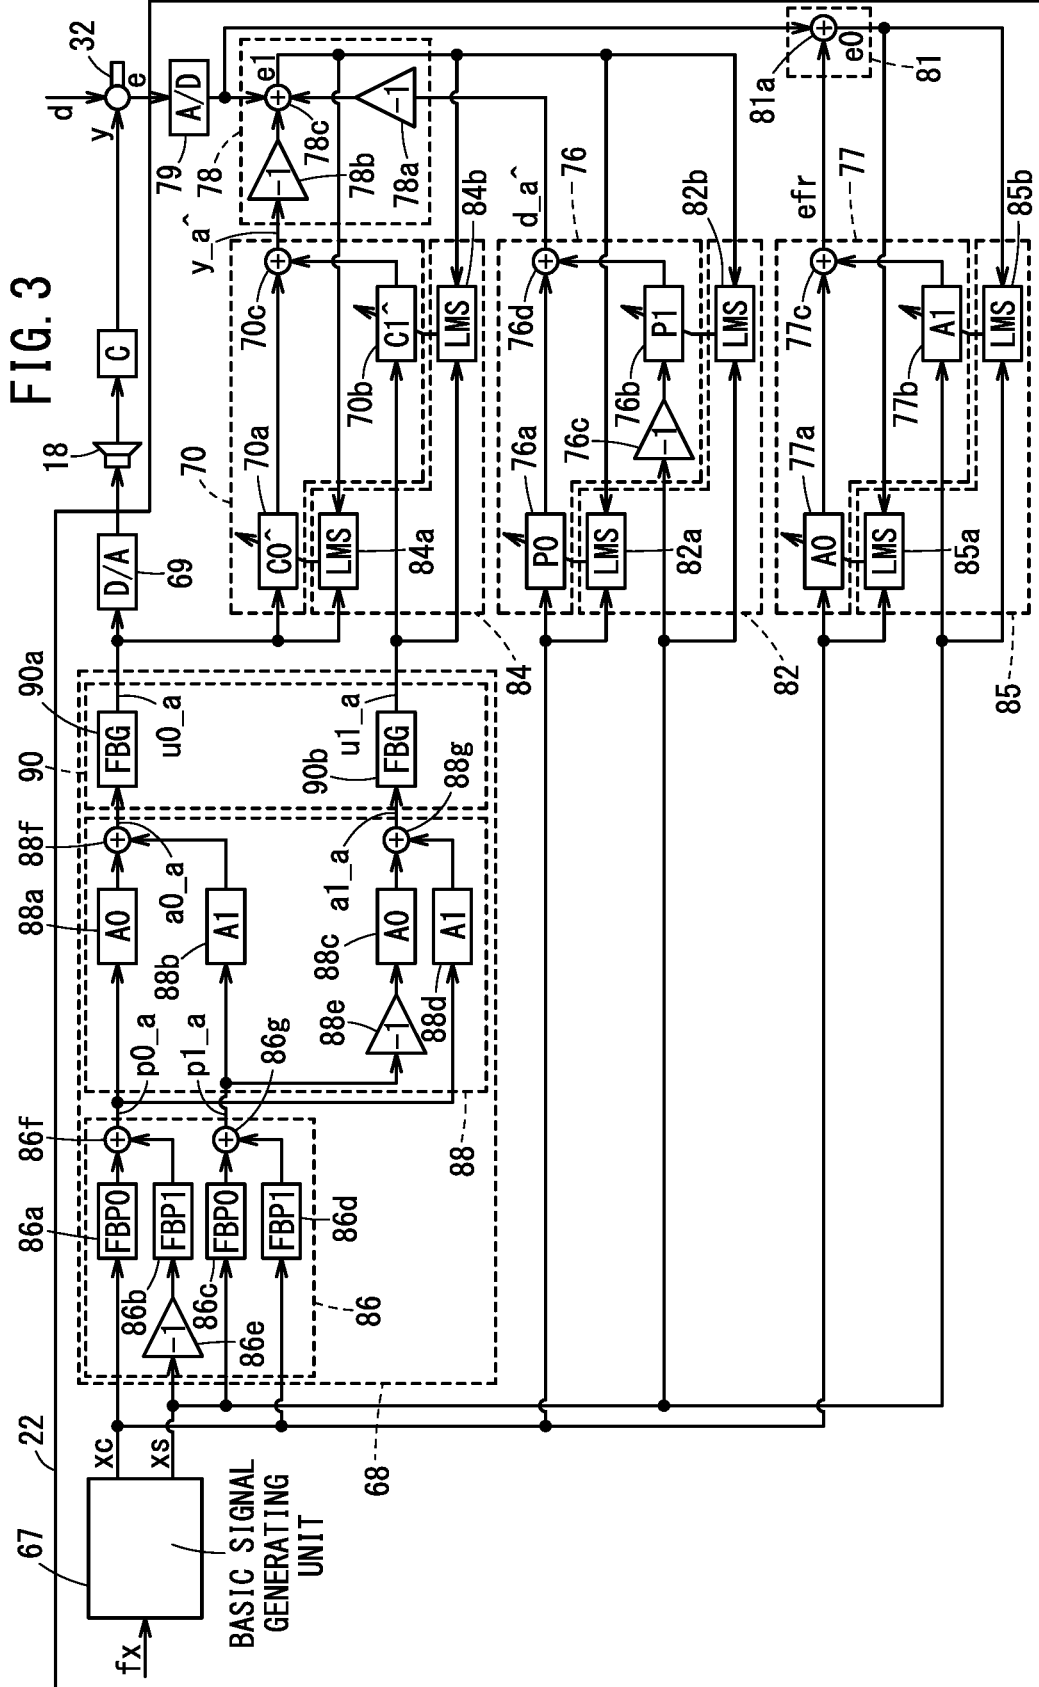 FIG. 3
22
67
fx
BASIC SIGNAL
GENERATING
UNIT
xc
xs
68
86
86a
FBP0
86b
FBP1
86c
FBP0
86d
FBP1
86e
-1
86f
+
86g
+
p0_a
p1_a
88
88a
A0
88b
A1
88c
A0
88d
A1
88e
-1
88f
+
88g
+
a0_a
a1_a
90
90a
FBG
90b
FBG
u0_a
u1_a
D/A
69
18
C
d
y
32
e
A/D
79
70
70a
C0^
70b
C1^
70c
+
y_a^
84
LMS
84a
LMS
84b
78
78a
-1
78b
-1
78c
+
e1
76
76a
P0
76b
P1
76c
-1
76d
+
d_a^
82
LMS
82a
LMS
82b
77
77a
A0
77b
A1
77c
+
efr
85
LMS
85a
LMS
85b
81
81a
+
e0